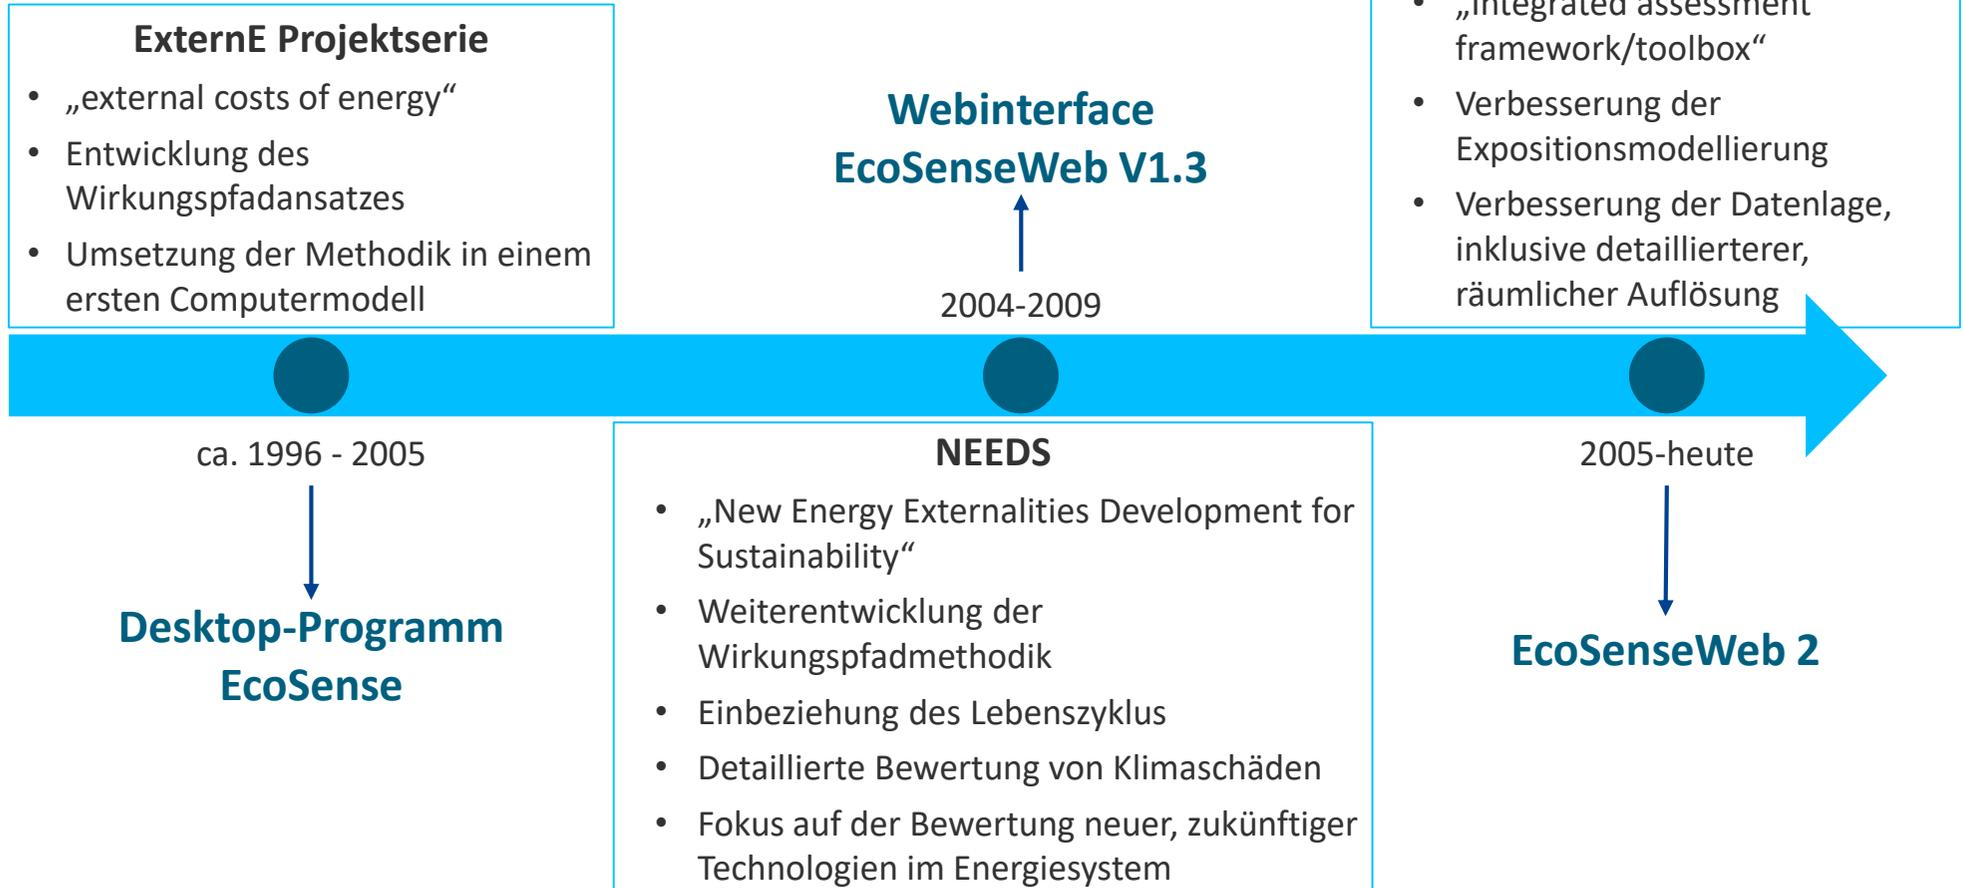 ExternE Projektserie
• „external costs of energy“
• Entwicklung des
Wirkungspfadansatzes
• Umsetzung der Methodik in einem
ersten Computermodell
ca. 1996 - 2005
Desktop-Programm
EcoSense
Webinterface
EcoSenseWeb V1.3
2004-2009
NEEDS
• „New Energy Externalities Development for
Sustainability“
• Weiterentwicklung der
Wirkungspfadmethodik
• Einbeziehung des Lebenszyklus
• Detaillierte Bewertung von Klimaschäden
• Fokus auf der Bewertung neuer, zukünftiger
Technologien im Energiesystem
• „Integrated assessment
framework/toolbox“
• Verbesserung der
Expositionsmodellierung
• Verbesserung der Datenlage,
inklusive detaillierterer,
räumlicher Auflösung
2005-heute
EcoSenseWeb 2